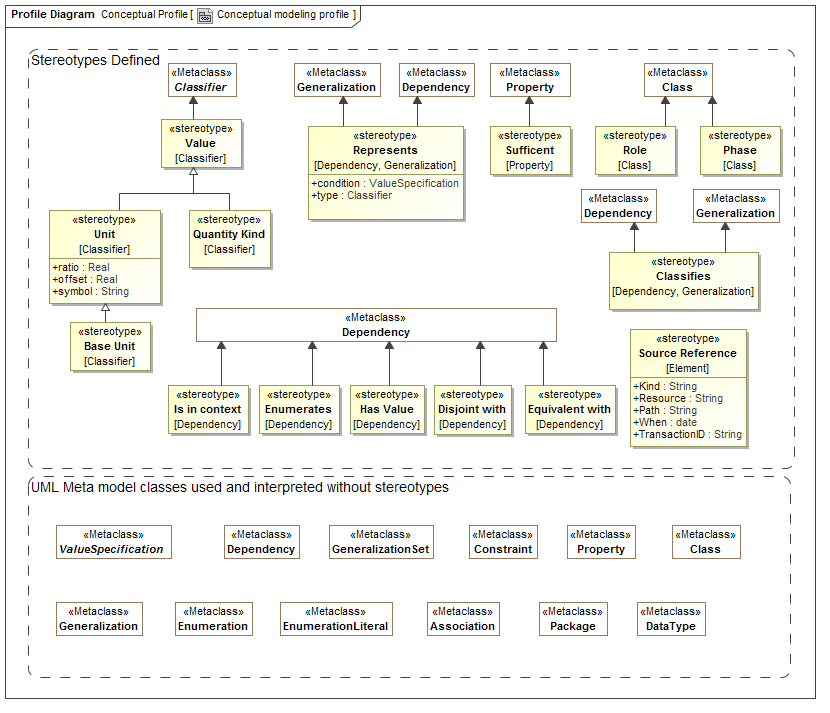 Profile Diagram Conceptual Profile [ Conceptual modeling profile ]
Stereotypes Defined
«Metaclass»
Classifier
«stereotype»
Value
[Classifier]
«stereotype»
Unit
[Classifier]
+ratio : Real
+offset : Real
+symbol : String
«stereotype»
Quantity Kind
[Classifier]
«stereotype»
Base Unit
[Classifier]
«Metaclass»
Generalization
«Metaclass»
Dependency
«stereotype»
Represents
[Dependency, Generalization]
+condition : ValueSpecification
+type : Classifier
«Metaclass»
Property
«stereotype»
Sufficent
[Property]
«Metaclass»
Class
«stereotype»
Role
[Class]
«stereotype»
Phase
[Class]
«Metaclass»
Dependency
«Metaclass»
Generalization
«stereotype»
Classifies
[Dependency, Generalization]
«Metaclass»
Dependency
«stereotype»
Is in context
[Dependency]
«stereotype»
Enumerates
[Dependency]
«stereotype»
Has Value
[Dependency]
«stereotype»
Disjoint with
[Dependency]
«stereotype»
Equivalent with
[Dependency]
«stereotype»
Source Reference
[Element]
+Kind : String
+Resource : String
+Path : String
+When : date
+TransactionID : String
UML Meta model classes used and interpreted without stereotypes
«Metaclass»
ValueSpecification
«Metaclass»
Dependency
«Metaclass»
GeneralizationSet
«Metaclass»
Constraint
«Metaclass»
Property
«Metaclass»
Class
«Metaclass»
Generalization
«Metaclass»
Enumeration
«Metaclass»
EnumerationLiteral
«Metaclass»
Association
«Metaclass»
Package
«Metaclass»
DataType